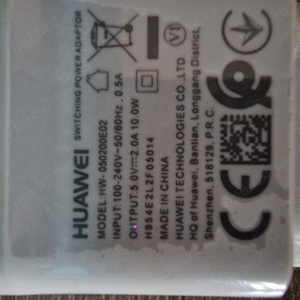 HUAWEI
SWITCHING POWER ADAPTOR
MODEL: HW- 050200E02
INPUT:100-240V~50/60Hz, 0.5A
OUTPUT:5.0V⎓2.0A 10.0W
H954E2L2F05014
MADE IN CHINA
HUAWEI TECHNOLOGIES CO.,LTD.
HQ of Huawei, Bantian, Longgang District,
Shenzhen, 518129, P.R.C.
VI
CE